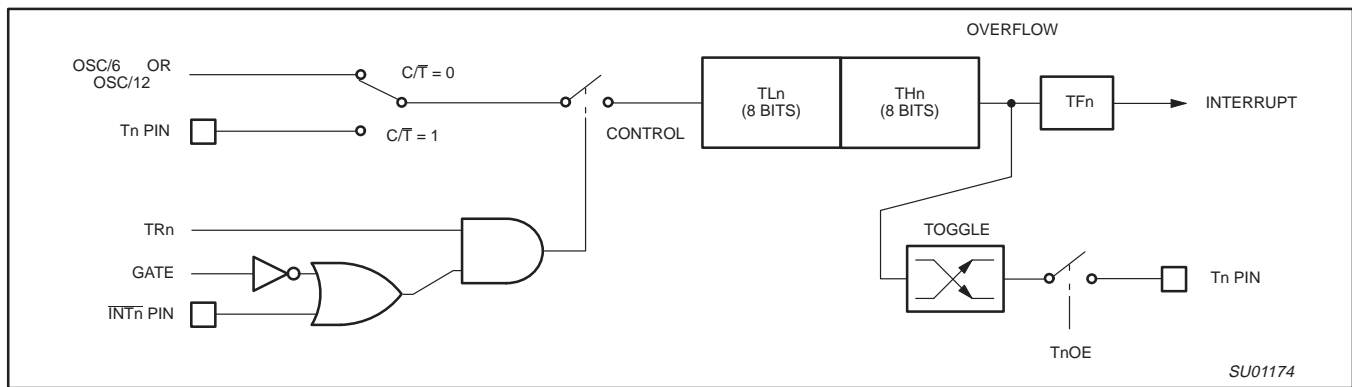 OVERFLOW
OSC/6 OR
OSC/12
C/T̅ = 0
TLn
(8 BITS)
THn
(8 BITS)
TFn
INTERRUPT
Tn PIN
C/T̅ = 1
CONTROL
TRn
TOGGLE
GATE
Tn PIN
I̅N̅T̅n̅ PIN
TnOE
SU01174